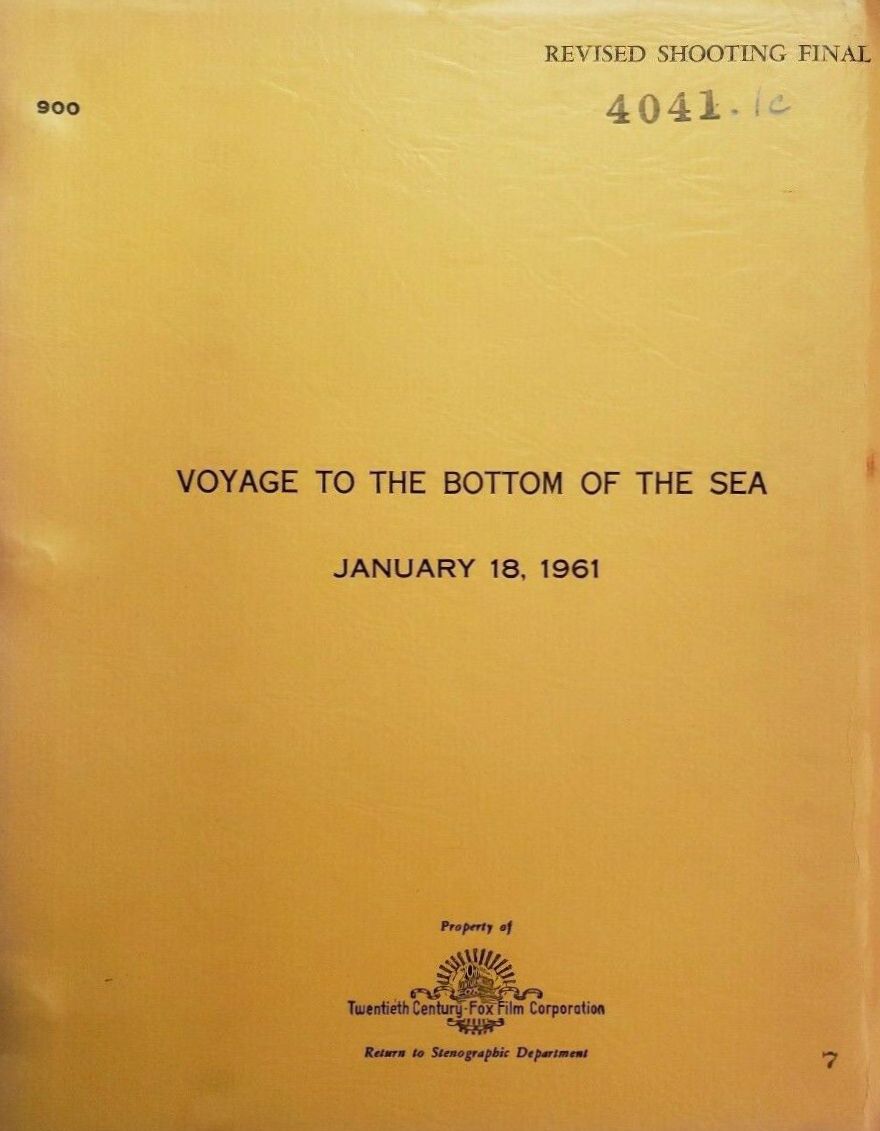 REVISED SHOOTING FINAL
900
4041.1c
VOYAGE TO THE BOTTOM OF THE SEA
JANUARY 18, 1961
Property of
Twentieth Century-Fox Film Corporation
Return to Stenographic Department
7